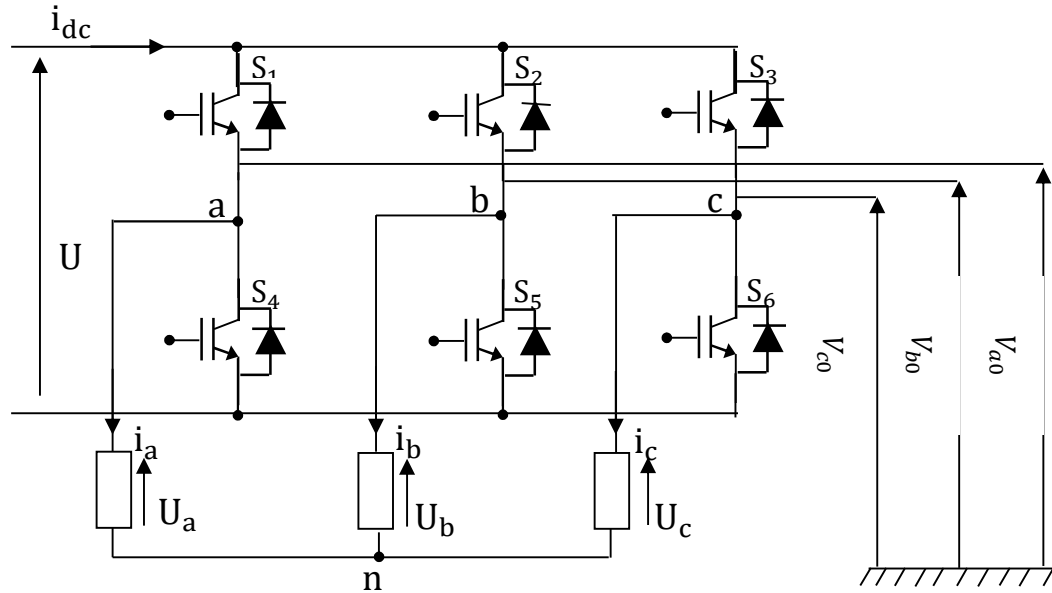 i_dc
S₁
S₂
S₃
a
b
c
U
S₄
S₅
S₆
V_c0
V_b0
V_a0
i_a
i_b
i_c
U_a
U_b
U_c
n